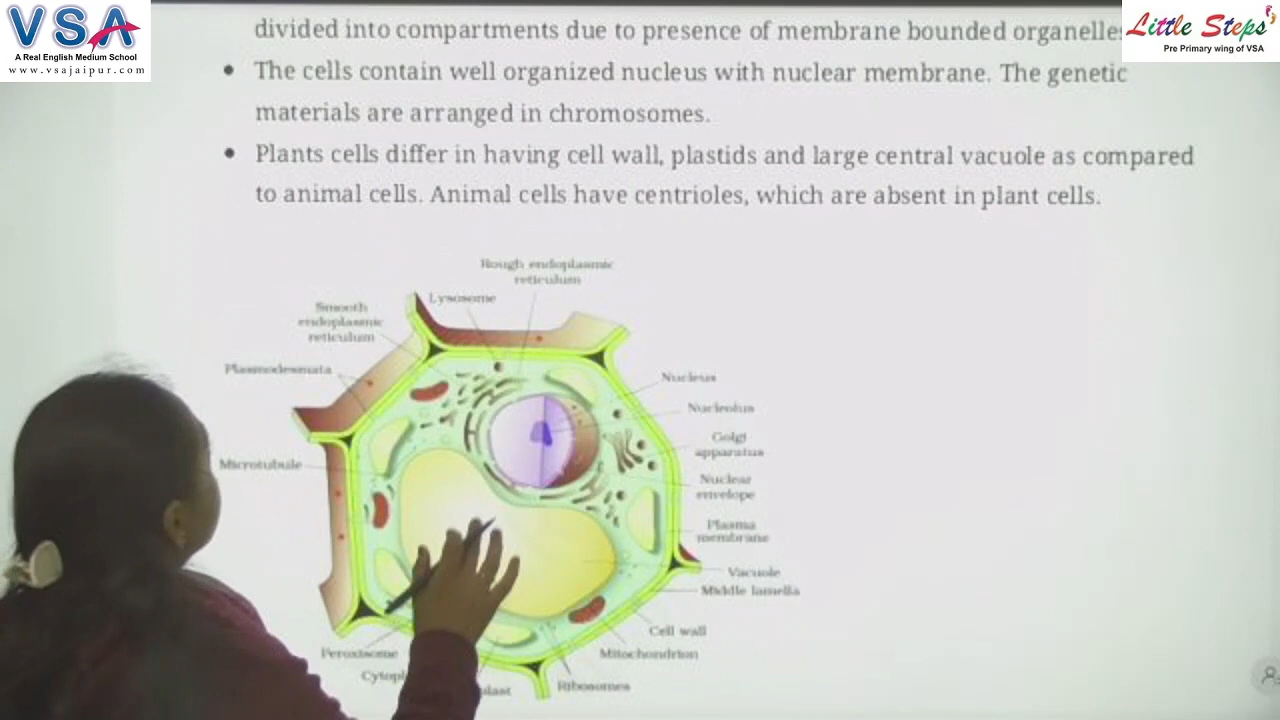 VSA
A Real English Medium School
www.vsajaipur.com
Little Steps
Pre Primary wing of VSA
divided into compartments due to presence of membrane bounded organelles
The cells contain well organized nucleus with nuclear membrane. The genetic
materials are arranged in chromosomes.
Plants cells differ in having cell wall, plastids and large central vacuole as compared
to animal cells. Animal cells have centrioles, which are absent in plant cells.
Rough endoplasmic
reticulum
Lysosome
Smooth
endoplasmic
reticulum
Plasmodesmata
Nucleus
Nucleolus
Golgi
apparatus
Microtubule
Nuclear
envelope
Plasma
membrane
Vacuole
Middle lamella
Cell wall
Peroxisome
Mitochondrion
Cytopl
plast
Ribosomes